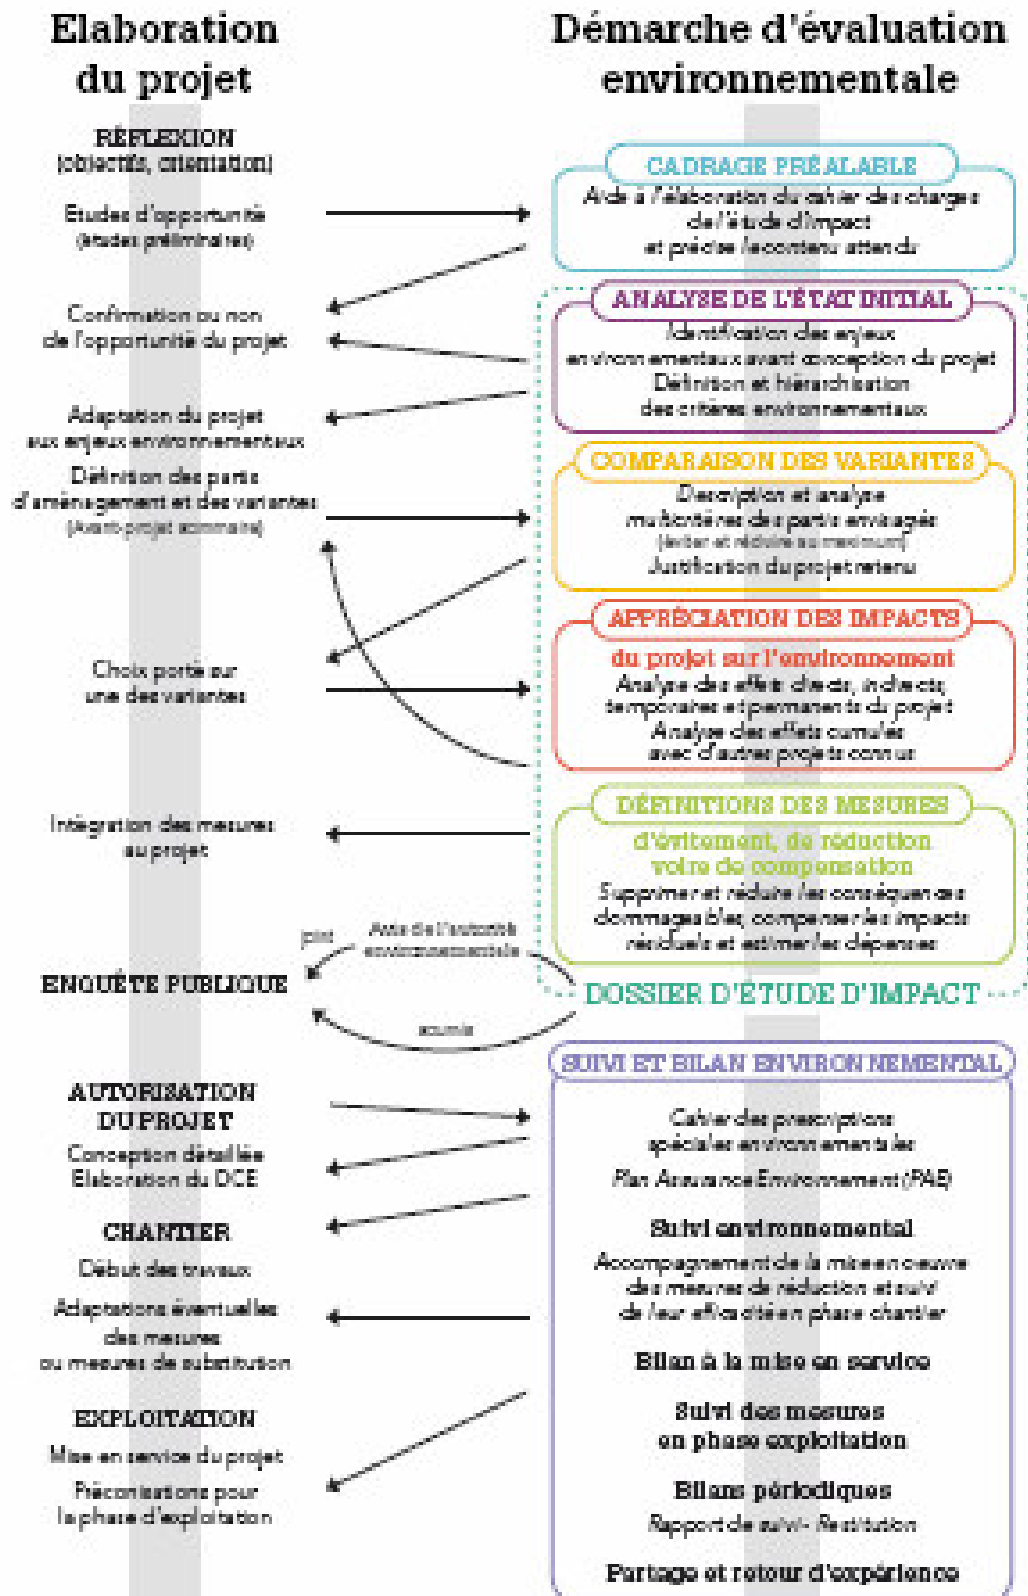 Elaboration
du projet
RÉFLEXION
(objectifs, orientation)
Etudes d'opportunité
(études préliminaires)
Confirmation ou non
de l'opportunité du projet
Adaptation du projet
aux enjeux environnementaux
Définition des partis
d'aménagement et des variantes
(Avant-projet sommaire)
Choix porté sur
une des variantes
Intégration des mesures
au projet
ENQUÊTE PUBLIQUE
AUTORISATION
DU PROJET
Conception détaillée
Elaboration du DCE
CHANTIER
Début des travaux
Adaptations éventuelles
des mesures
ou mesures de substitution
EXPLOITATION
Mise en service du projet
Préconisations pour
la phase d'exploitation
joint
Avis de l'autorité
environnementale
soumis
Démarche d'évaluation
environnementale
CADRAGE PRÉALABLE
Aide à l'élaboration du cahier des charges
de l'étude d'impact
et précise le contenu attendu
ANALYSE DE L'ÉTAT INITIAL
Identification des enjeux
environnementaux avant conception du projet
Définition et hiérarchisation
des critères environnementaux
COMPARAISON DES VARIANTES
Description et analyse
multicritères des partis envisagés
(éviter et réduire au maximum)
Justification du projet retenu
APPRÉCIATION DES IMPACTS
du projet sur l'environnement
Analyse des effets directs, indirects,
temporaires et permanents du projet
Analyse des effets cumulés
avec d'autres projets connus
DÉFINITIONS DES MESURES
d'évitement, de réduction
voire de compensation
Supprimer et réduire les conséquences
dommageables, compenser les impacts
résiduels et estimer les dépenses
DOSSIER D'ÉTUDE D'IMPACT
SUIVI ET BILAN ENVIRONNEMENTAL
Cahier des prescriptions
spéciales environnementales
Plan Assurance Environnement (PAE)
Suivi environnemental
Accompagnement de la mise en oeuvre
des mesures de réduction et suivi
de leur efficacité en phase chantier
Bilan à la mise en service
Suivi des mesures
en phase exploitation
Bilans périodiques
Rapport de suivi - Restitution
Partage et retour d'expérience